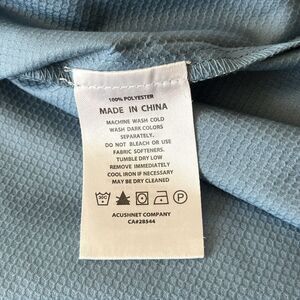 100% POLYESTER
MADE IN CHINA
MACHINE WASH COLD
WASH DARK COLORS
SEPARATELY.
DO NOT BLEACH OR USE
FABRIC SOFTENERS.
TUMBLE DRY LOW
REMOVE IMMEDIATELY
COOL IRON IF NECESSARY
MAY BE DRY CLEANED
30C P
ACUSHNET COMPANY
CA#28544